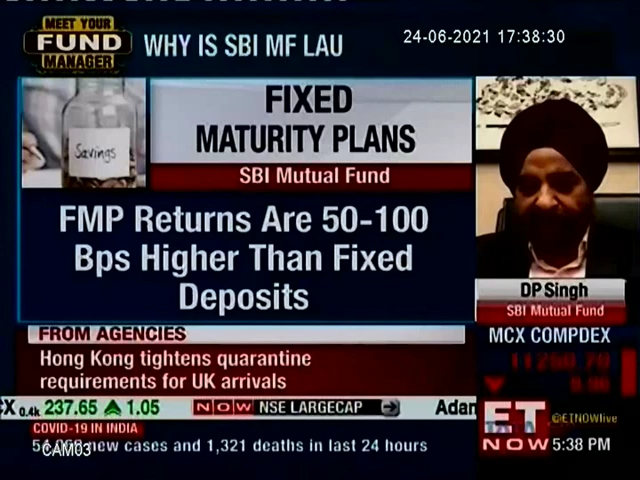 MEET YOUR
FUND
MANAGER
WHY IS SBI MF LAU
24-06-2021 17:38:30
Savings
FIXED
MATURITY PLANS
SBI Mutual Fund
FMP Returns Are 50-100
Bps Higher Than Fixed
Deposits
DP Singh
SBI Mutual Fund
FROM AGENCIES
Hong Kong tightens quarantine
requirements for UK arrivals
MCX COMPDEX
CX 0.4k 237.65 ▲ 1.05 NOW NSE LARGECAP Adan
COVID-19 IN INDIA
new cases and 1,321 deaths in last 24 hours
CAM03
ET
NOW
@ETNOWlive
5:38 PM